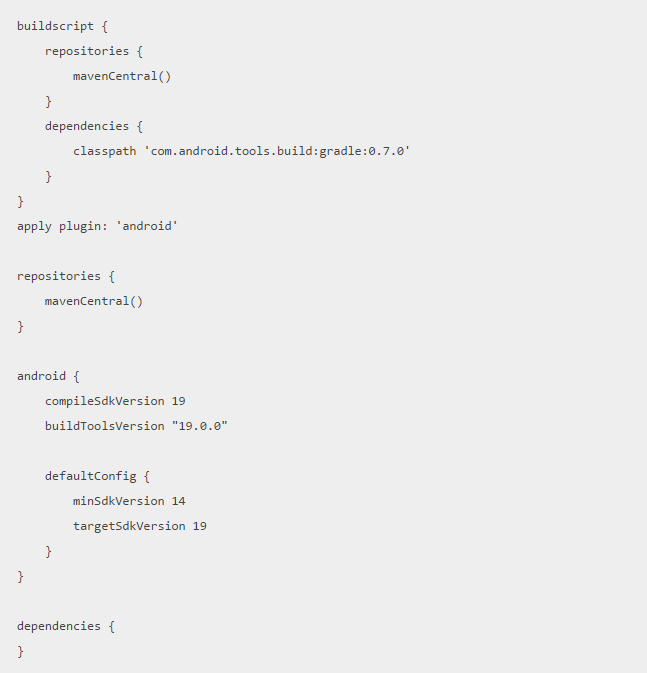 buildscript {
    repositories {
        mavenCentral()
    }
    dependencies {
        classpath 'com.android.tools.build:gradle:0.7.0'
    }
}
apply plugin: 'android'

repositories {
    mavenCentral()
}

android {
    compileSdkVersion 19
    buildToolsVersion "19.0.0"

    defaultConfig {
        minSdkVersion 14
        targetSdkVersion 19
    }
}

dependencies {
}